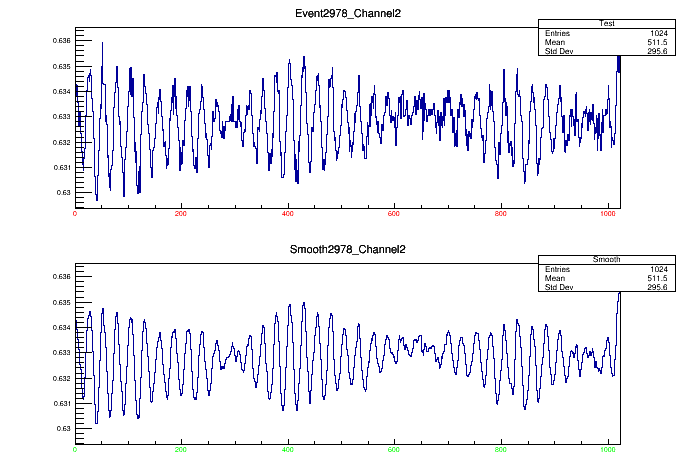 Event2978_Channel2
Test
Entries 1024
Mean 511.5
Std Dev 295.6
0.636
0.635
0.634
0.633
0.632
0.631
0.63
0 200 400 600 800 1000
Smooth2978_Channel2
Smooth
Entries 1024
Mean 511.5
Std Dev 295.6
0.636
0.635
0.634
0.633
0.632
0.631
0.63
0 200 400 600 800 1000